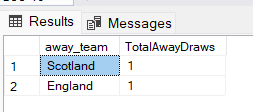 Results Messages
away_team TotalAwayDraws
1 Scotland 1
2 England 1